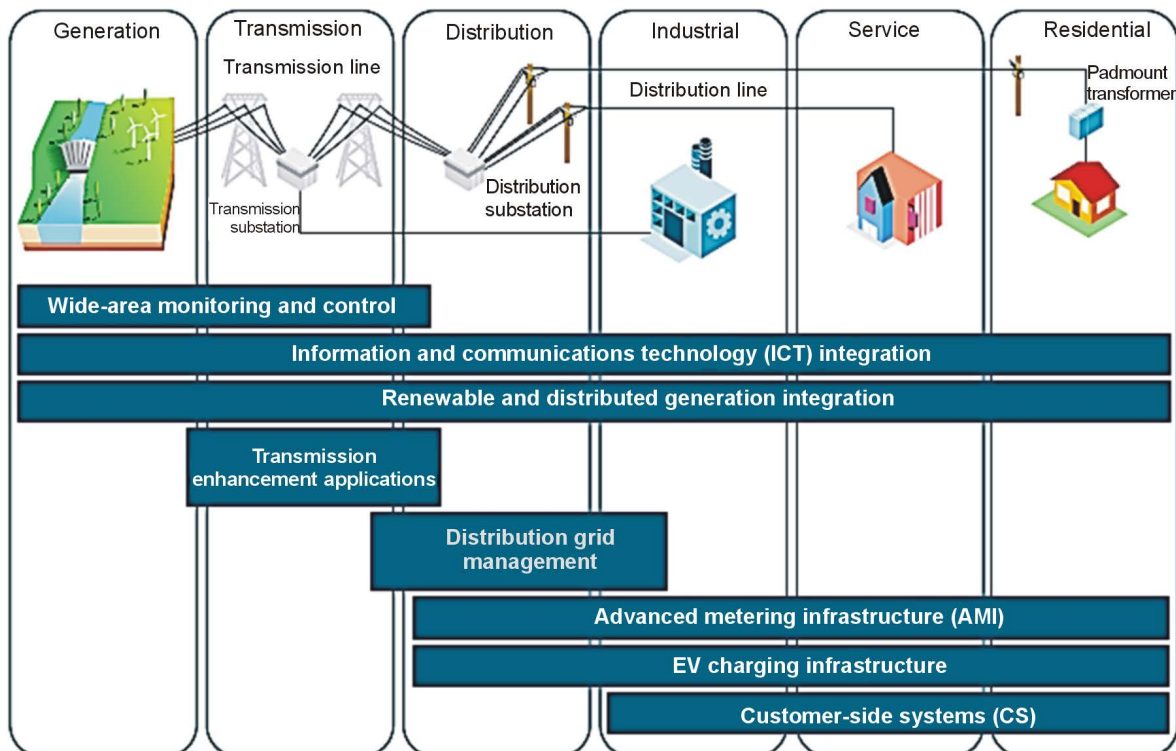 Generation
Transmission
Distribution
Industrial
Service
Residential
Transmission line
Padmount
transformer
Distribution line
Distribution
substation
Transmission
substation
Wide-area monitoring and control
Information and communications technology (ICT) integration
Renewable and distributed generation integration
Transmission
enhancement applications
Distribution grid
management
Advanced metering infrastructure (AMI)
EV charging infrastructure
Customer-side systems (CS)